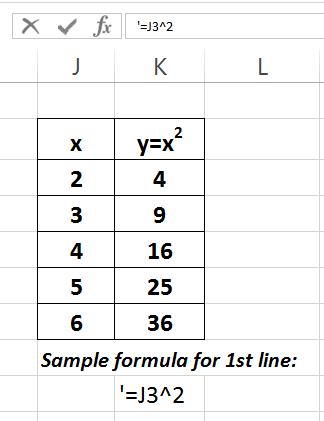 fx '=J3^2
J K L
x y=x²
2 4
3 9
4 16
5 25
6 36
Sample formula for 1st line:
'=J3^2